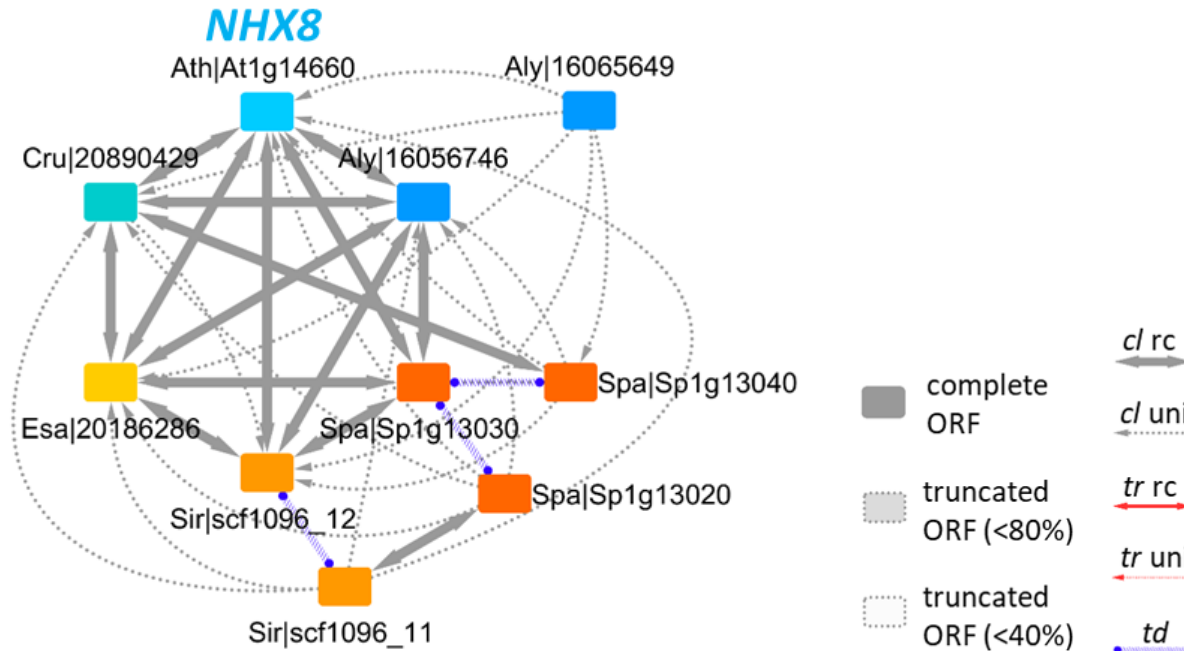 NHX8
Ath|At1g14660
Aly|16065649
Cru|20890429
Aly|16056746
Spa|Sp1g13040
Esa|20186286
Spa|Sp1g13030
Spa|Sp1g13020
Sir|scf1096_12
Sir|scf1096_11
complete
ORF
truncated
ORF (<80%)
truncated
ORF (<40%)
cl rc
cl uni
tr rc
tr uni
td